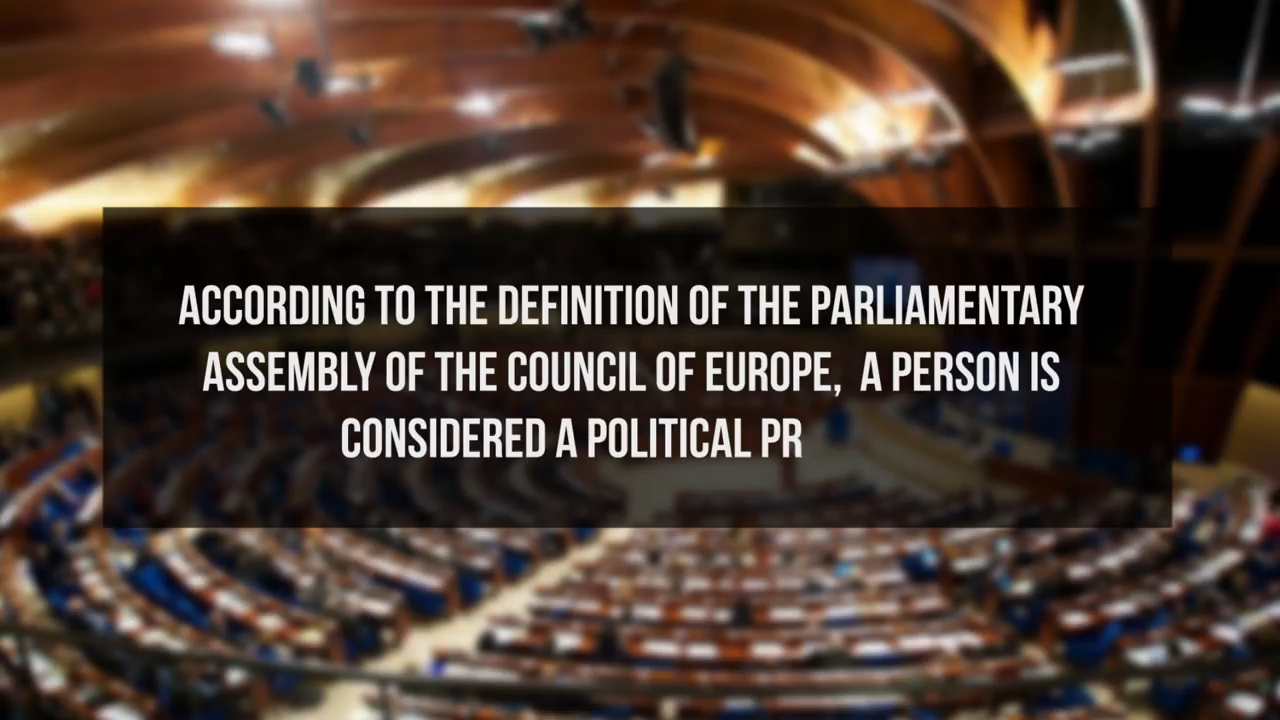 ACCORDING TO THE DEFINITION OF THE PARLIAMENTARY
ASSEMBLY OF THE COUNCIL OF EUROPE, A PERSON IS
CONSIDERED A POLITICAL PR